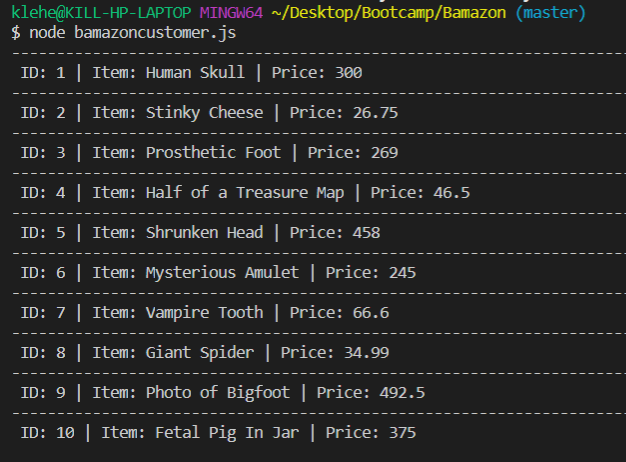 klehe@KILL-HP-LAPTOP MINGW64 ~/Desktop/Bootcamp/Bamazon (master)
$ node bamazoncustomer.js
---------------------------------------------------------------------
ID: 1 | Item: Human Skull | Price: 300
---------------------------------------------------------------------
ID: 2 | Item: Stinky Cheese | Price: 26.75
---------------------------------------------------------------------
ID: 3 | Item: Prosthetic Foot | Price: 269
---------------------------------------------------------------------
ID: 4 | Item: Half of a Treasure Map | Price: 46.5
---------------------------------------------------------------------
ID: 5 | Item: Shrunken Head | Price: 458
---------------------------------------------------------------------
ID: 6 | Item: Mysterious Amulet | Price: 245
---------------------------------------------------------------------
ID: 7 | Item: Vampire Tooth | Price: 66.6
---------------------------------------------------------------------
ID: 8 | Item: Giant Spider | Price: 34.99
---------------------------------------------------------------------
ID: 9 | Item: Photo of Bigfoot | Price: 492.5
---------------------------------------------------------------------
ID: 10 | Item: Fetal Pig In Jar | Price: 375